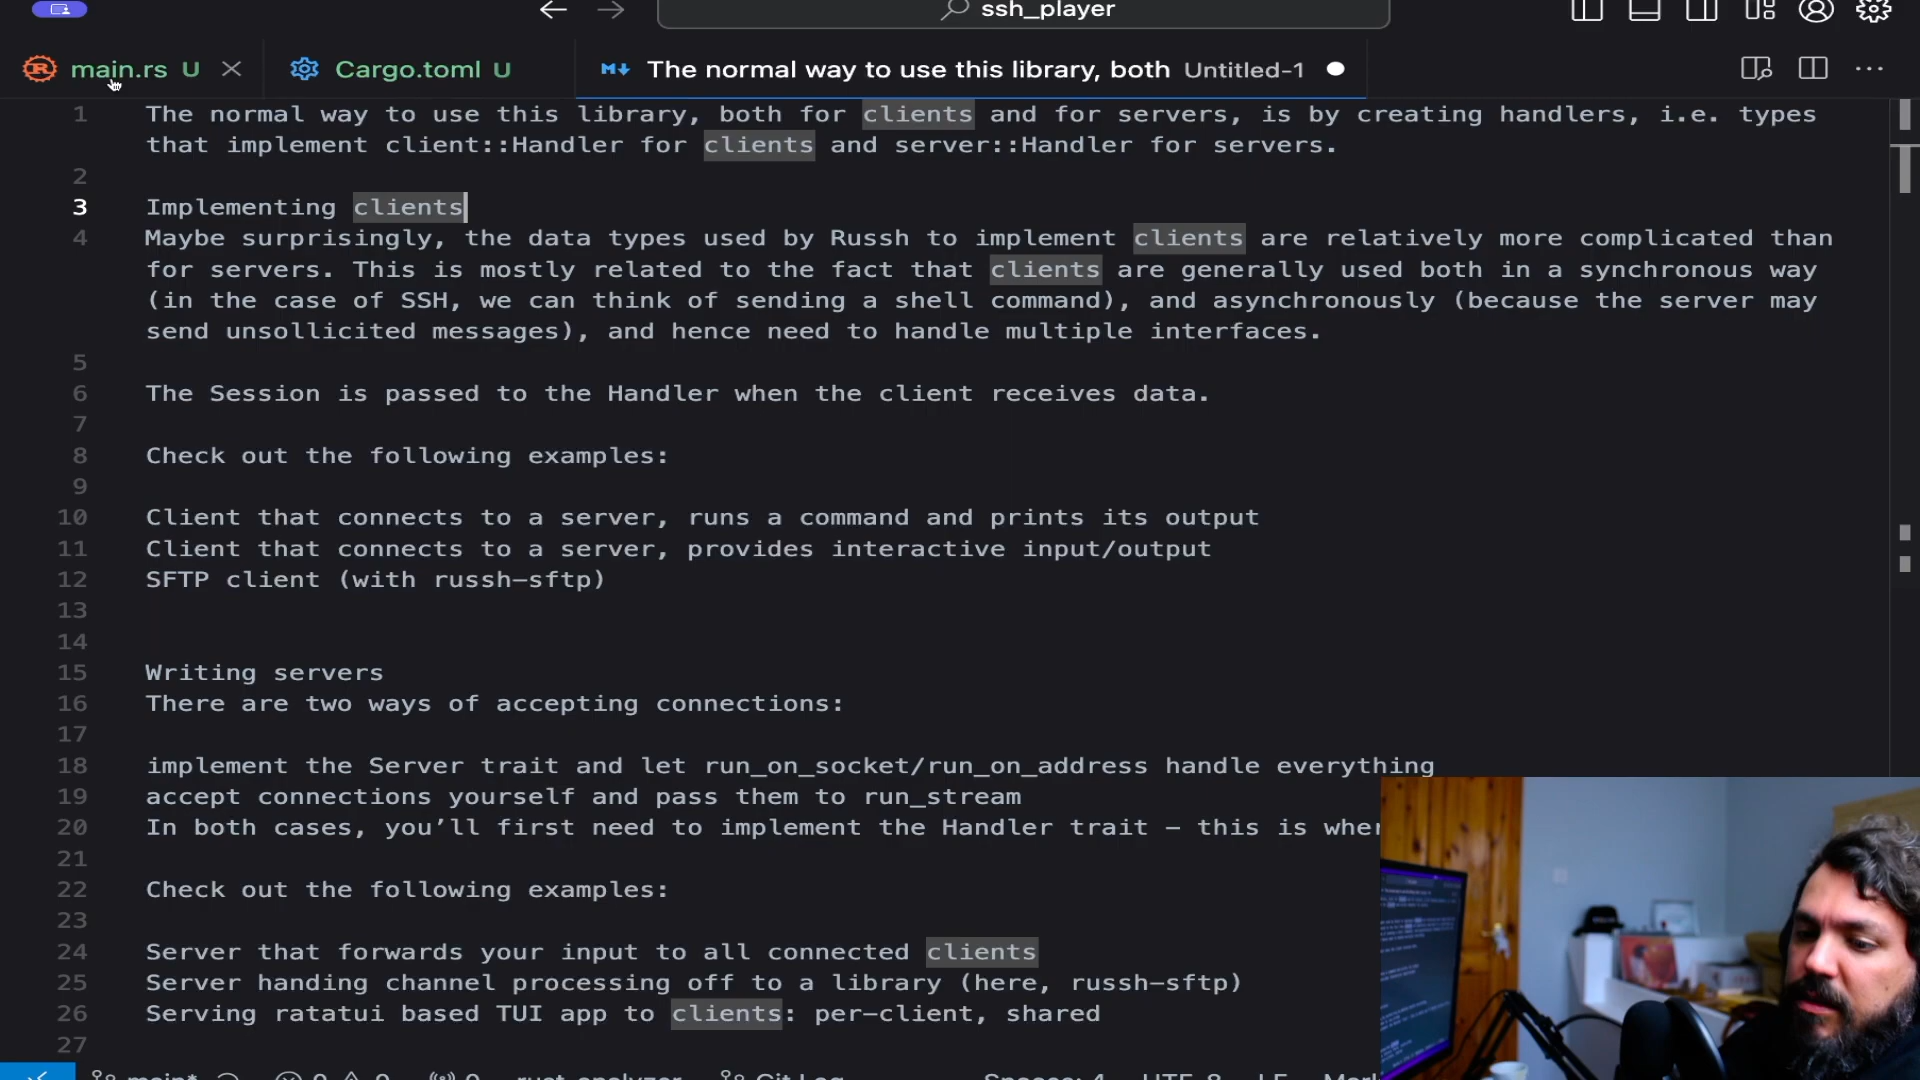 ssh_player
main.rs U
Cargo.toml U
The normal way to use this library, both Untitled-1
1 The normal way to use this library, both for clients and for servers, is by creating handlers, i.e. types
that implement client::Handler for clients and server::Handler for servers.
2
3 Implementing clients
4 Maybe surprisingly, the data types used by Russh to implement clients are relatively more complicated than
for servers. This is mostly related to the fact that clients are generally used both in a synchronous way
(in the case of SSH, we can think of sending a shell command), and asynchronously (because the server may
send unsollicited messages), and hence need to handle multiple interfaces.
5
6 The Session is passed to the Handler when the client receives data.
7
8 Check out the following examples:
9
10 Client that connects to a server, runs a command and prints its output
11 Client that connects to a server, provides interactive input/output
12 SFTP client (with russh-sftp)
13
14
15 Writing servers
16 There are two ways of accepting connections:
17
18 implement the Server trait and let run_on_socket/run_on_address handle everything
19 accept connections yourself and pass them to run_stream
20 In both cases, you’ll first need to implement the Handler trait – this is wher
21
22 Check out the following examples:
23
24 Server that forwards your input to all connected clients
25 Server handing channel processing off to a library (here, russh-sftp)
26 Serving ratatui based TUI app to clients: per-client, shared
27
main* 0 0 0 rust-analyzer Git Log Spaces: 4 UTF-8 LF